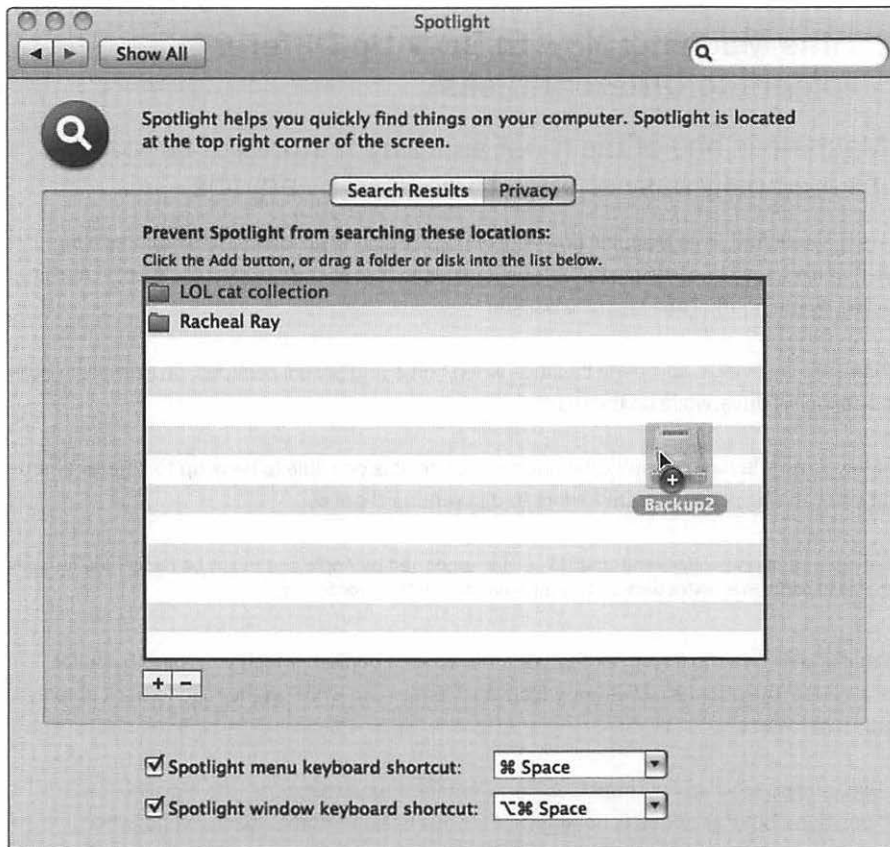 Spotlight
Show All
Spotlight helps you quickly find things on your computer. Spotlight is located
at the top right corner of the screen.
Search Results Privacy
Prevent Spotlight from searching these locations:
Click the Add button, or drag a folder or disk into the list below.
LOL cat collection
Racheal Ray
Backup2
+ −
Spotlight menu keyboard shortcut: ⌘ Space
Spotlight window keyboard shortcut: ⌥⌘ Space